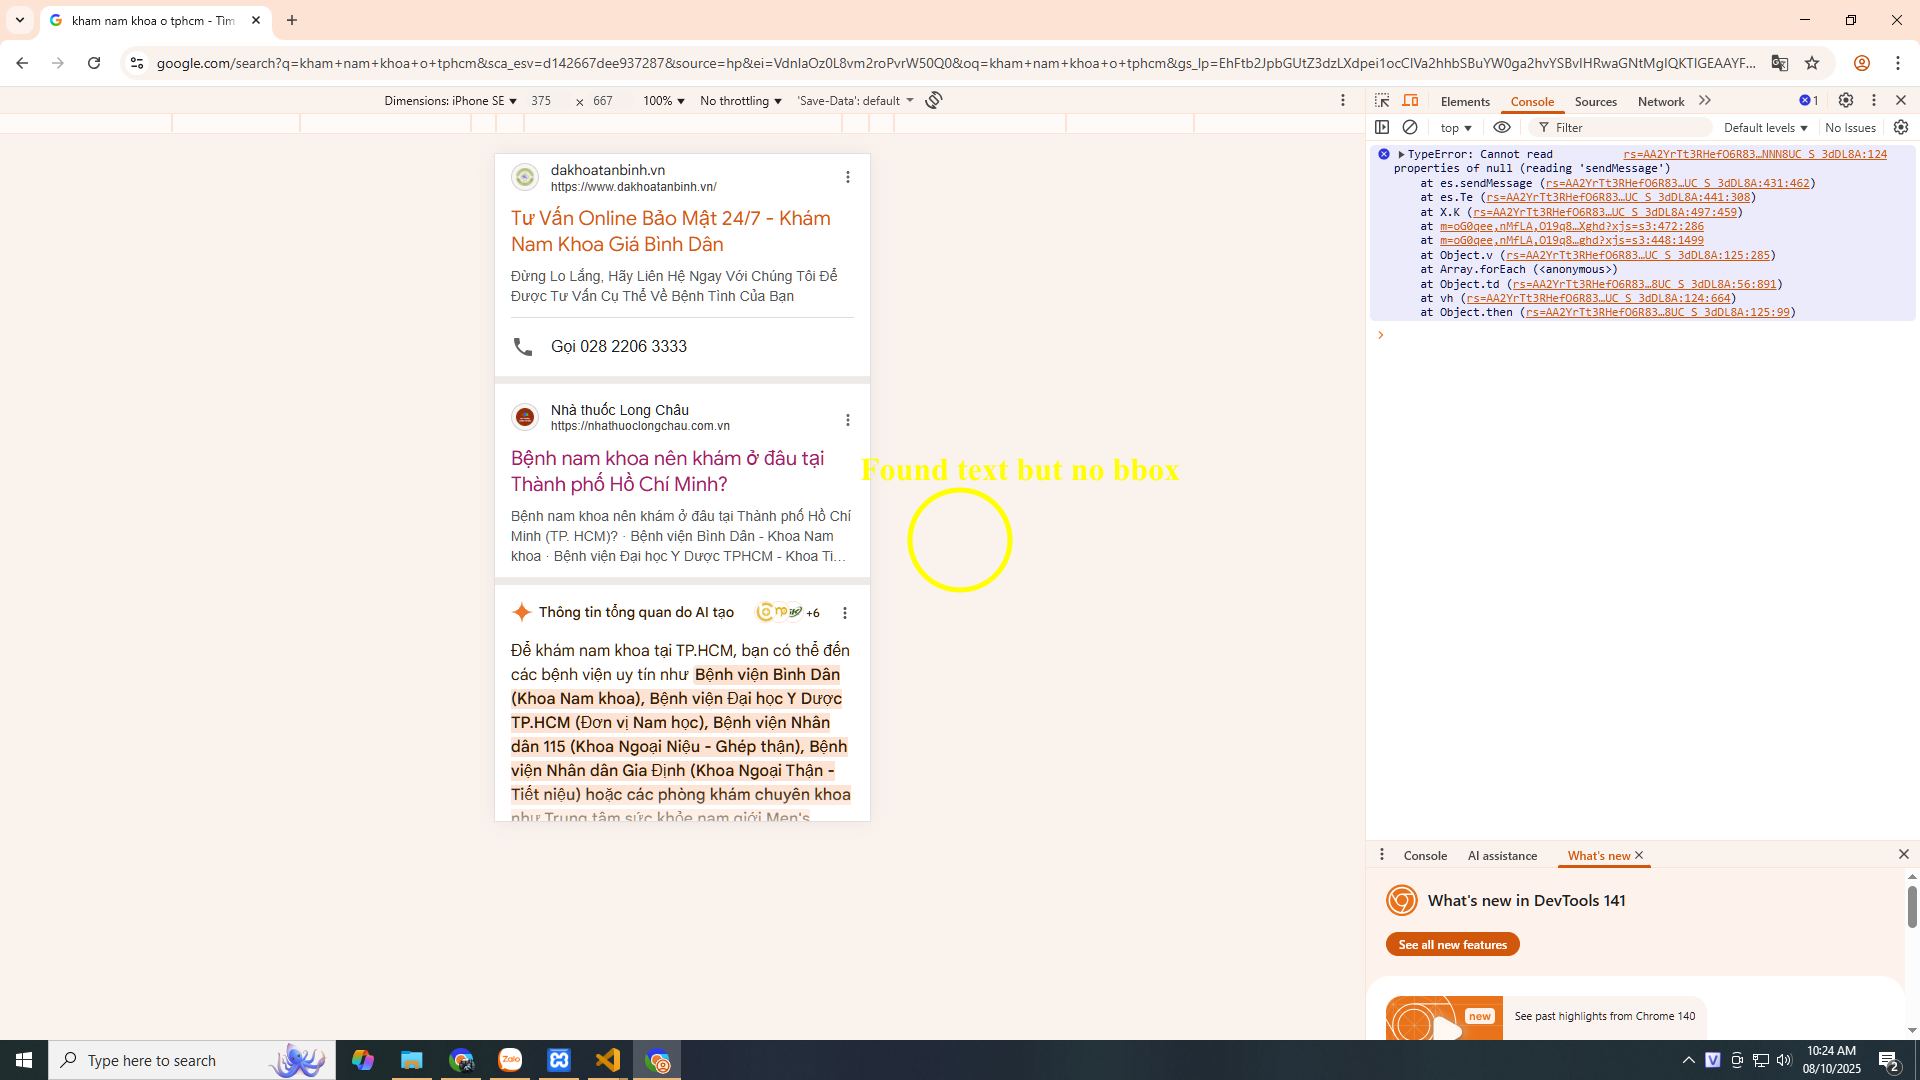 kham nam khoa o tphcm - Tìm
google.com/search?q=kham+nam+khoa+o+tphcm&sca_esv=d142667dee937287&source=hp&ei=VdnIaOz0L8vm2roPvrW50Q0&oq=kham+nam+khoa+o+tphcm&gs_lp=EhFtb2JpbGUtZ3dzLXdpei1ocCIVa2hhbSBuYW0ga2hvYSBvIHRwaGNtMgIQKTIGEAAYF...
Dimensions: iPhone SE 375 × 667 100% No throttling 'Save-Data': default
dakhoatanbinh.vn
https://www.dakhoatanbinh.vn/
Tư Vấn Online Bảo Mật 24/7 - Khám
Nam Khoa Giá Bình Dân
Đừng Lo Lắng, Hãy Liên Hệ Ngay Với Chúng Tôi Để
Được Tư Vấn Cụ Thể Về Bệnh Tình Của Bạn
Gọi 028 2206 3333
Nhà thuốc Long Châu
https://nhathuoclongchau.com.vn
Bệnh nam khoa nên khám ở đâu tại
Thành phố Hồ Chí Minh?
Bệnh nam khoa nên khám ở đâu tại Thành phố Hồ Chí
Minh (TP. HCM)? · Bệnh viện Bình Dân - Khoa Nam
khoa · Bệnh viện Đại học Y Dược TPHCM - Khoa Ti...
Found text but no bbox
Thông tin tổng quan do AI tạo +6
Để khám nam khoa tại TP.HCM, bạn có thể đến
các bệnh viện uy tín như Bệnh viện Bình Dân
(Khoa Nam khoa), Bệnh viện Đại học Y Dược
TP.HCM (Đơn vị Nam học), Bệnh viện Nhân
dân 115 (Khoa Ngoại Niệu - Ghép thận), Bệnh
viện Nhân dân Gia Định (Khoa Ngoại Thận -
Tiết niệu) hoặc các phòng khám chuyên khoa
như Trung tâm sức khỏe nam giới Men's
Elements Console Sources Network 1
top Filter Default levels No Issues
TypeError: Cannot read rs=AA2YrTt3RHefO6R83…NNN8UC_S_3dDL8A:124
properties of null (reading 'sendMessage')
at es.sendMessage (rs=AA2YrTt3RHefO6R83…UC_S_3dDL8A:431:462)
at es.Te (rs=AA2YrTt3RHefO6R83…UC_S_3dDL8A:441:308)
at X.K (rs=AA2YrTt3RHefO6R83…UC_S_3dDL8A:497:459)
at m=oG0qee,nMfLA,O19q8…Xghd?xjs=s3:472:286
at m=oG0qee,nMfLA,O19q8…ghd?xjs=s3:448:1499
at Object.v (rs=AA2YrTt3RHefO6R83…UC_S_3dDL8A:125:285)
at Array.forEach (<anonymous>)
at Object.td (rs=AA2YrTt3RHefO6R83…8UC_S_3dDL8A:56:891)
at vh (rs=AA2YrTt3RHefO6R83…UC_S_3dDL8A:124:664)
at Object.then (rs=AA2YrTt3RHefO6R83…8UC_S_3dDL8A:125:99)
Console AI assistance What's new
What's new in DevTools 141
See all new features
new
See past highlights from Chrome 140
Type here to search
Zalo
V
10:24 AM
08/10/2025
2